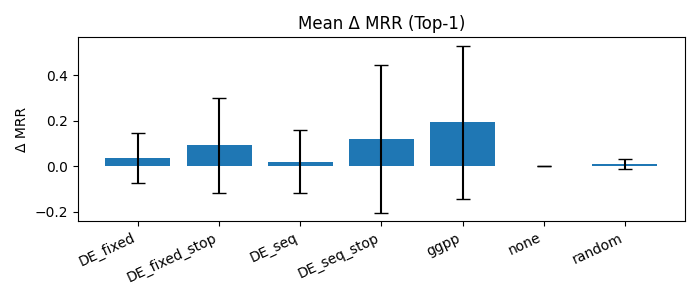 Mean Δ MRR (Top-1)
Δ MRR
0.4
0.2
0.0
−0.2
DE_fixed
DE_fixed_stop
DE_seq
DE_seq_stop
ggpp
none
random